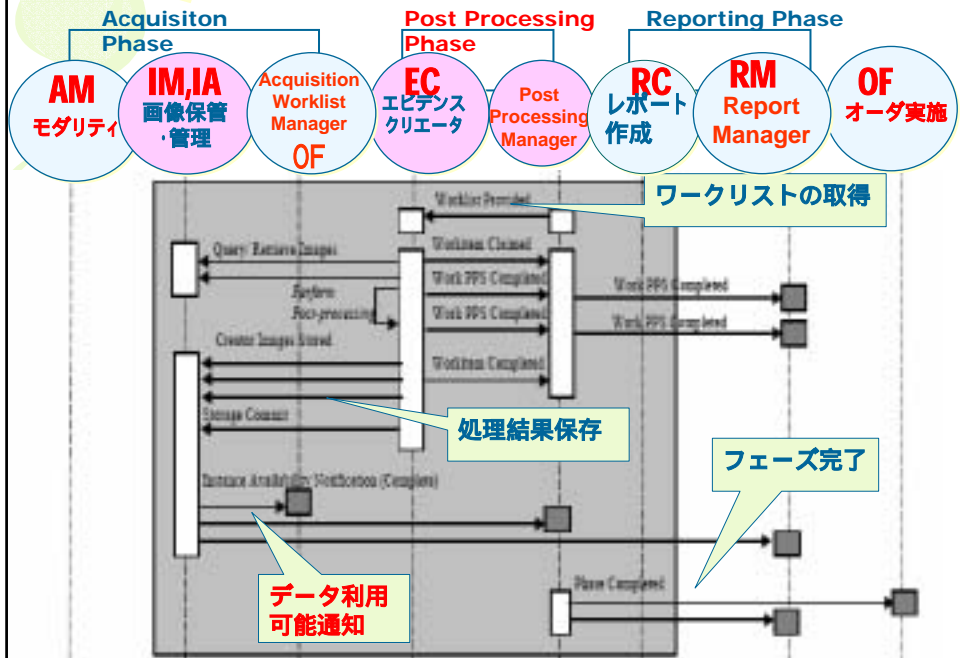 Acquisiton
Phase
Post Processing
Phase
Reporting Phase
AM
モダリティ
IM,IA
画像保管
・管理
Acquisition
Worklist
Manager
OF
EC
エビデンス
クリエータ
Post
Processing
Manager
RC
レポート
作成
RM
Report
Manager
OF
オーダ実施
ワークリストの取得
Worklist Provided
Query/ Retrieve Images
Workitem Claimed
Work PPS Completed
Work PPS Completed
Perform
Post-processing
Work PPS Completed
Work PPS Completed
Creator Images Stored
Workitem Completed
処理結果保存
Storage Commit
フェーズ完了
Instance Availability Notification (Complete)
データ利用
可能通知
Phase Completed